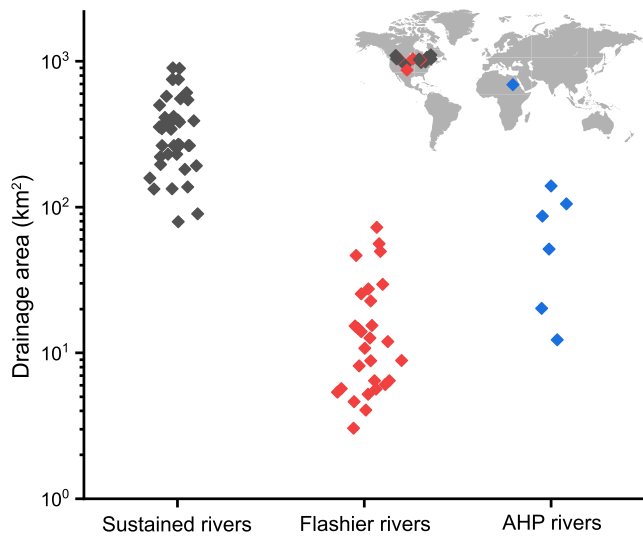 Drainage area (km²)
10³
10²
10¹
10⁰
Sustained rivers
Flashier rivers
AHP rivers